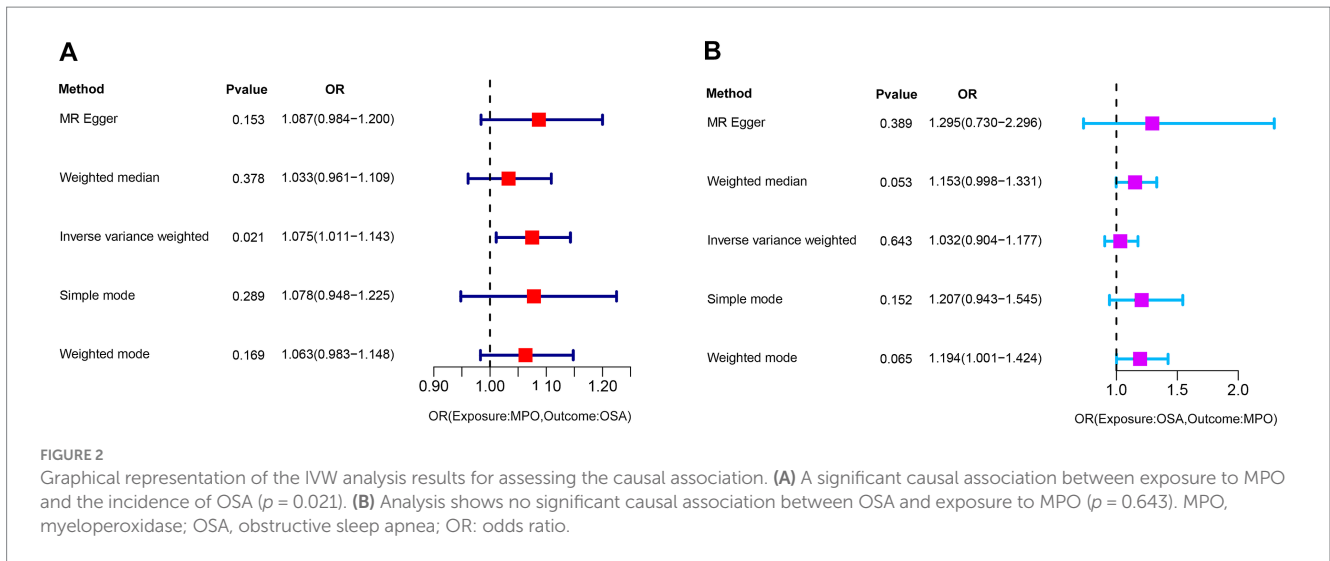 A
Method Pvalue OR
MR Egger 0.153 1.087(0.984−1.200)
Weighted median 0.378 1.033(0.961−1.109)
Inverse variance weighted 0.021 1.075(1.011−1.143)
Simple mode 0.289 1.078(0.948−1.225)
Weighted mode 0.169 1.063(0.983−1.148)
0.90 1.00 1 10 1.20
OR(Exposure:MPO,Outcome:OSA)
B
Method Pvalue OR
MR Egger 0.389 1.295(0.730−2.296)
Weighted median 0.053 1.153(0.998−1.331)
Inverse variance weighted 0.643 1.032(0.904−1.177)
Simple mode 0.152 1.207(0.943−1.545)
Weighted mode 0.065 1.194(1.001−1.424)
1.0 1.5 2.0
OR(Exposure:OSA,Outcome:MPO)
FIGURE 2
Graphical representation of the IVW analysis results for assessing the causal association. (A) A significant causal association between exposure to MPO
and the incidence of OSA (p = 0.021). (B) Analysis shows no significant causal association between OSA and exposure to MPO (p = 0.643). MPO,
myeloperoxidase; OSA, obstructive sleep apnea; OR: odds ratio.